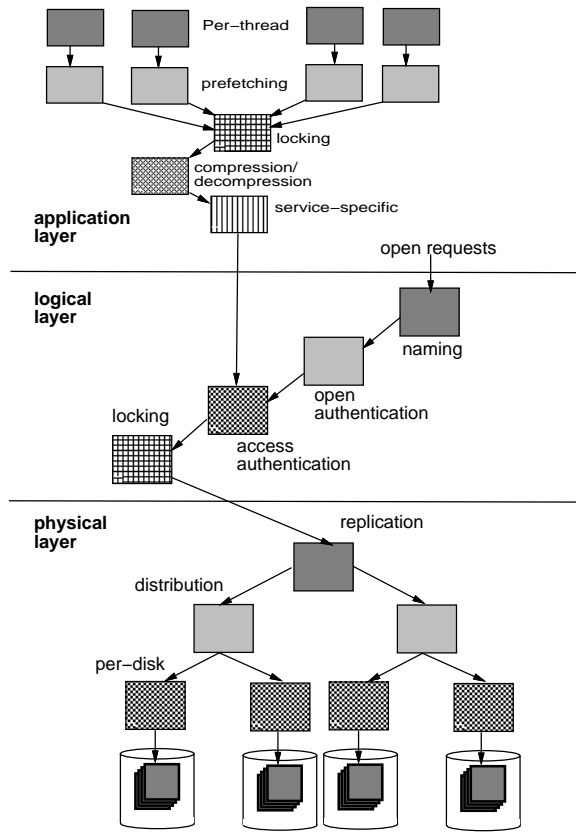 Per-thread
prefetching
locking
compression/
decompression
service-specific
application
layer
open requests
logical
layer
naming
open
authentication
locking
access
authentication
physical
layer
replication
distribution
per-disk